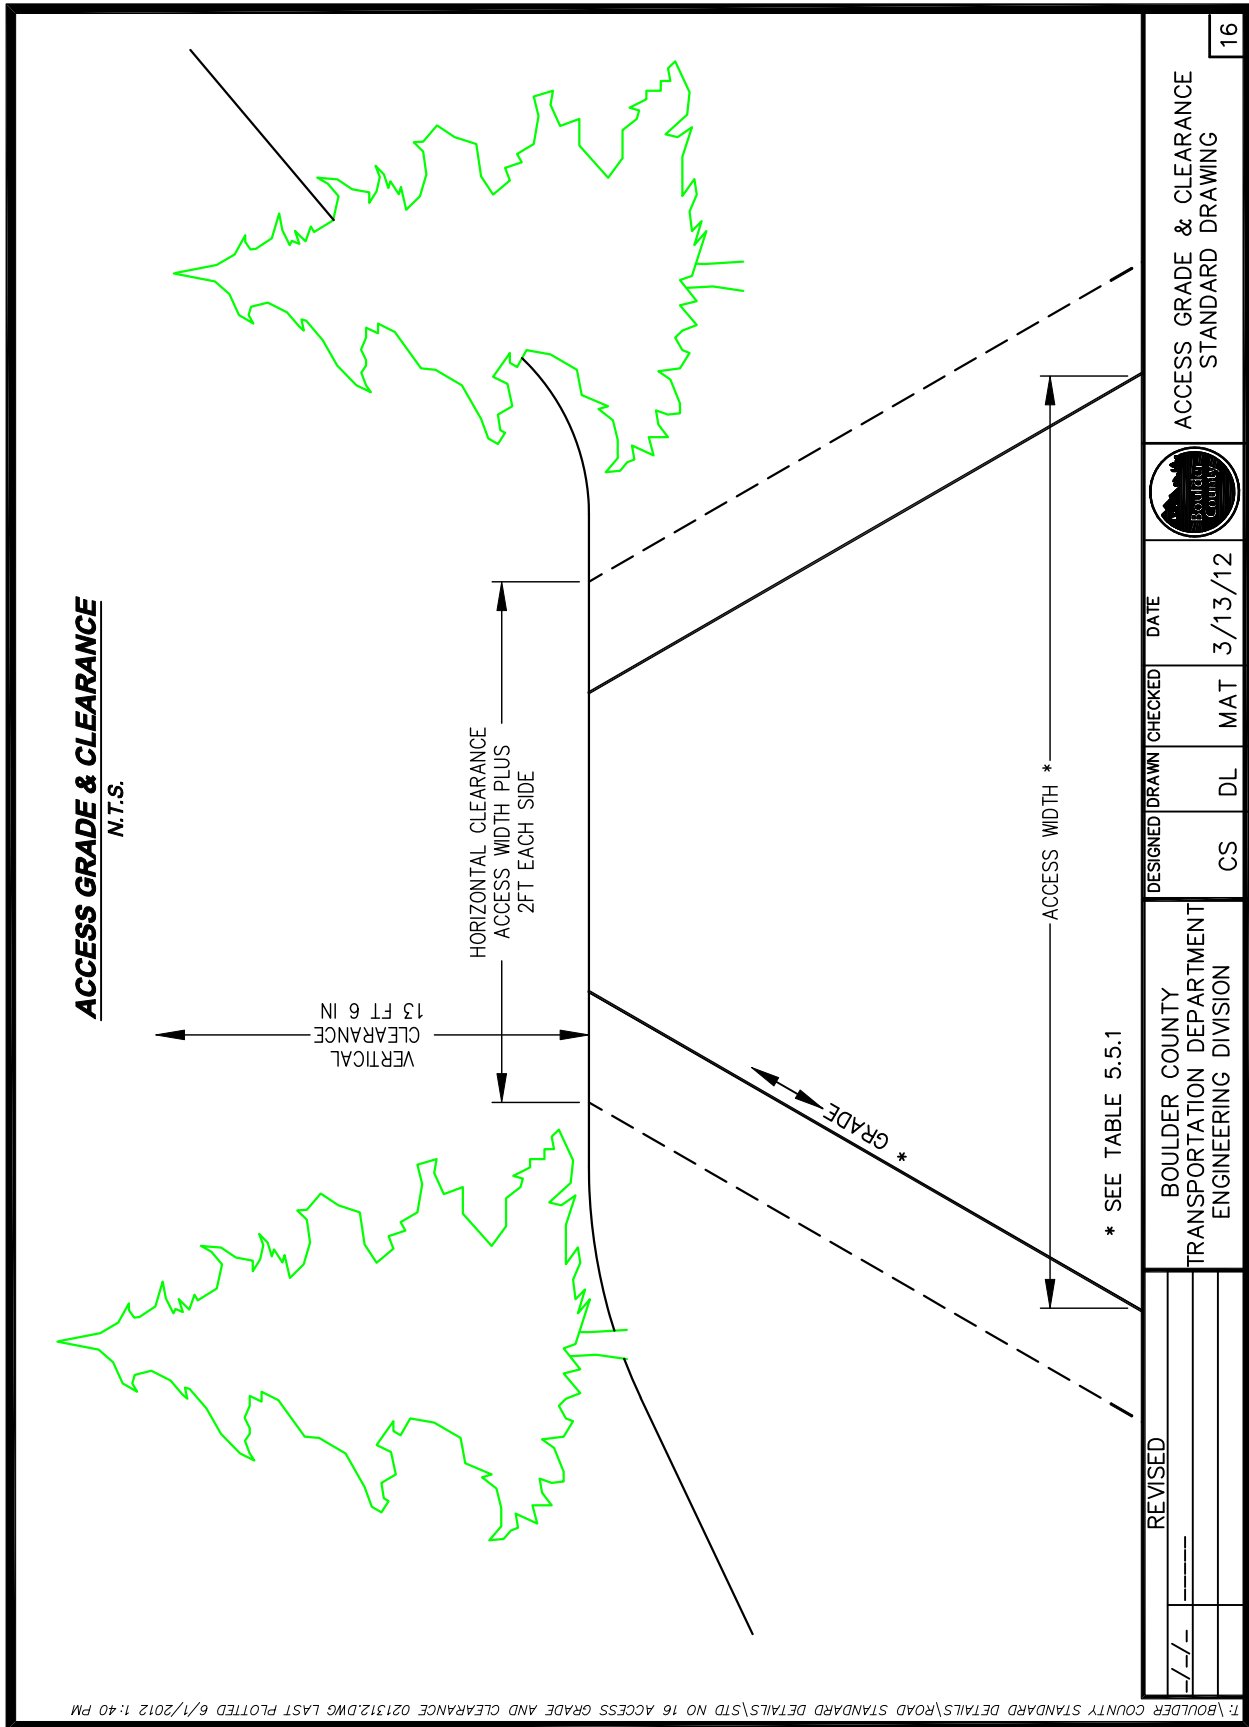 ACCESS GRADE & CLEARANCE
N.T.S.
VERTICAL
CLEARANCE
13 FT 6 IN
HORIZONTAL CLEARANCE
ACCESS WIDTH PLUS
2FT EACH SIDE
* GRADE
ACCESS WIDTH *
* SEE TABLE 5.5.1
REVISED
-/-/- ------
BOULDER COUNTY
TRANSPORTATION DEPARTMENT
ENGINEERING DIVISION
DESIGNED
CS
DRAWN
DL
CHECKED
MAT
DATE
3/13/12
Boulder
County
ACCESS GRADE & CLEARANCE
STANDARD DRAWING
16
T:\BOULDER COUNTY STANDARD DETAILS\ROAD STANDARD DETAILS\STD NO 16 ACCESS GRADE AND CLEARANCE 021312.DWG LAST PLOTTED 6/1/2012 1:40 PM